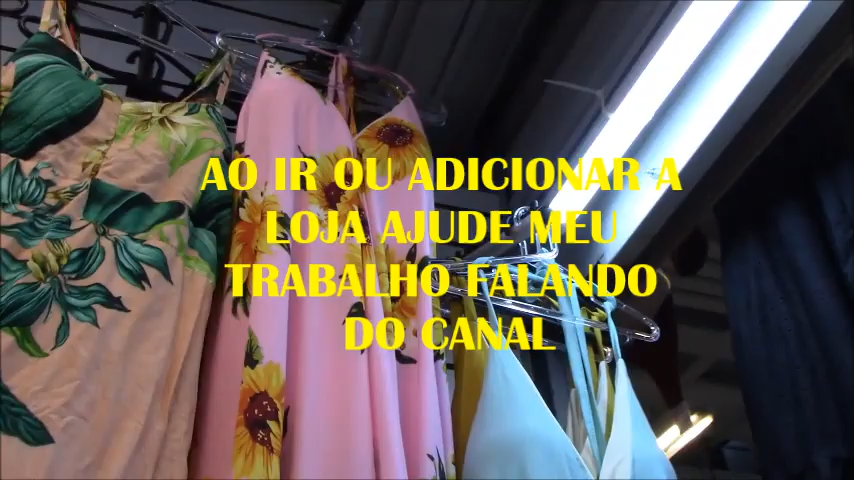 AO IR OU ADICIONAR A
LOJA AJUDE MEU
TRABALHO FALANDO
DO CANAL